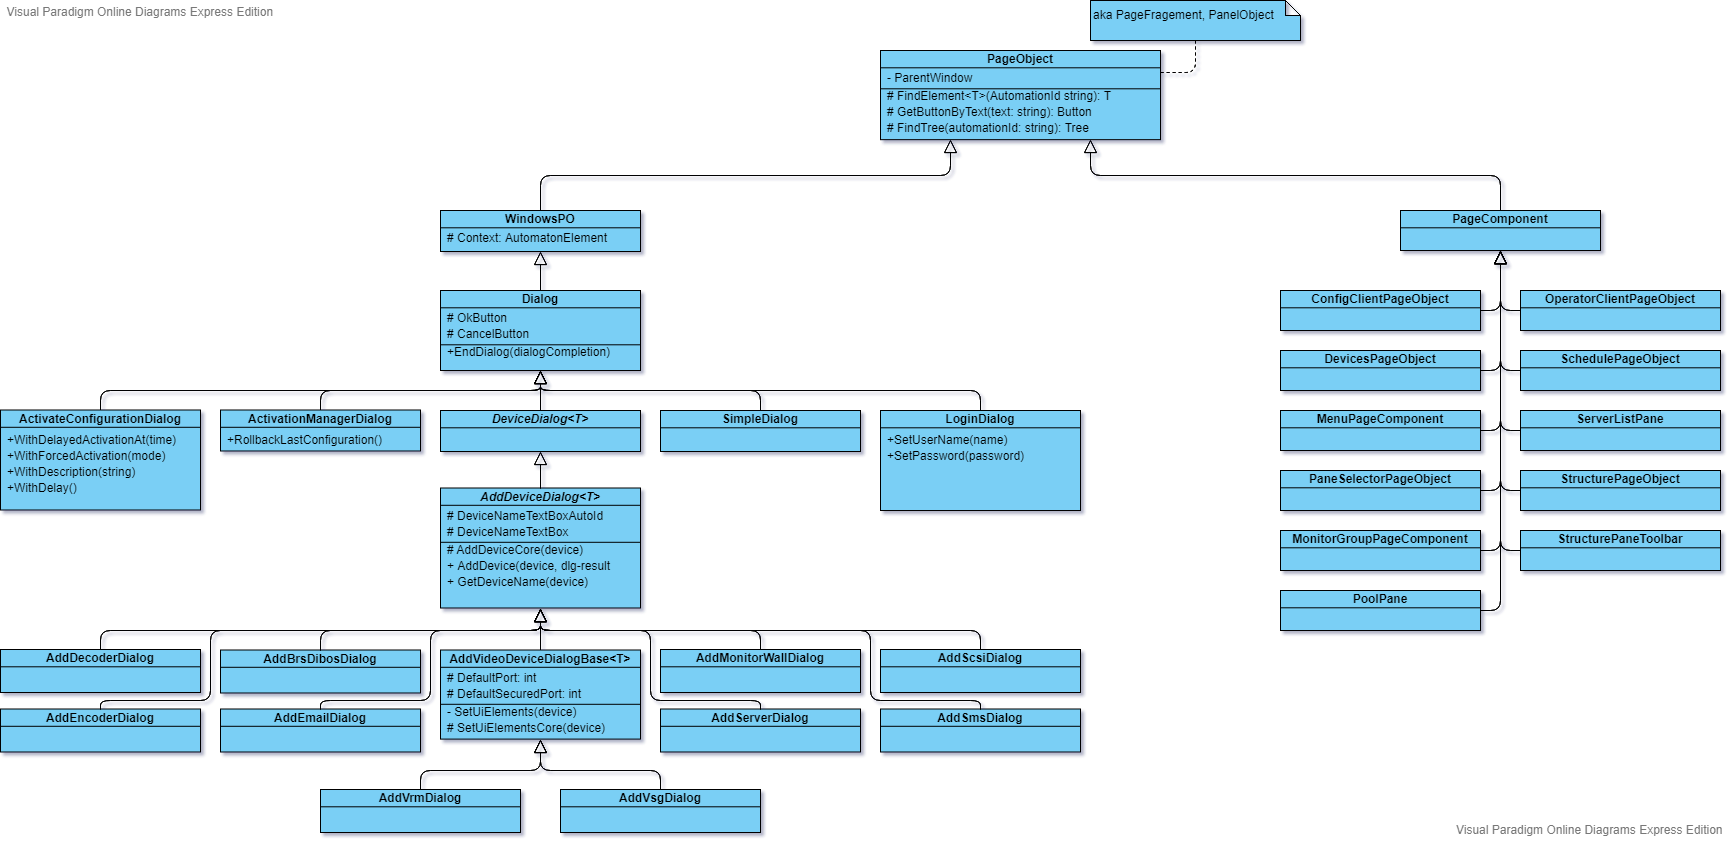 Visual Paradigm Online Diagrams Express Edition
aka PageFragement, PanelObject
PageObject
- ParentWindow
# FindElement<T>(AutomationId string): T
# GetButtonByText(text: string): Button
# FindTree(automationId: string): Tree
WindowsPO
# Context: AutomatonElement
PageComponent
Dialog
# OkButton
# CancelButton
+EndDialog(dialogCompletion)
ConfigClientPageObject
OperatorClientPageObject
DevicesPageObject
SchedulePageObject
ActivateConfigurationDialog
+WithDelayedActivationAt(time)
+WithForcedActivation(mode)
+WithDescription(string)
+WithDelay()
ActivationManagerDialog
+RollbackLastConfiguration()
DeviceDialog<T>
SimpleDialog
LoginDialog
+SetUserName(name)
+SetPassword(password)
MenuPageComponent
ServerListPane
PaneSelectorPageObject
StructurePageObject
AddDeviceDialog<T>
# DeviceNameTextBoxAutoId
# DeviceNameTextBox
# AddDeviceCore(device)
+ AddDevice(device, dlg-result
+ GetDeviceName(device)
MonitorGroupPageComponent
StructurePaneToolbar
PoolPane
AddDecoderDialog
AddBrsDibosDialog
AddVideoDeviceDialogBase<T>
# DefaultPort: int
# DefaultSecuredPort: int
- SetUiElements(device)
# SetUiElementsCore(device)
AddMonitorWallDialog
AddScsiDialog
AddEncoderDialog
AddEmailDialog
AddServerDialog
AddSmsDialog
AddVrmDialog
AddVsgDialog
Visual Paradigm Online Diagrams Express Edition